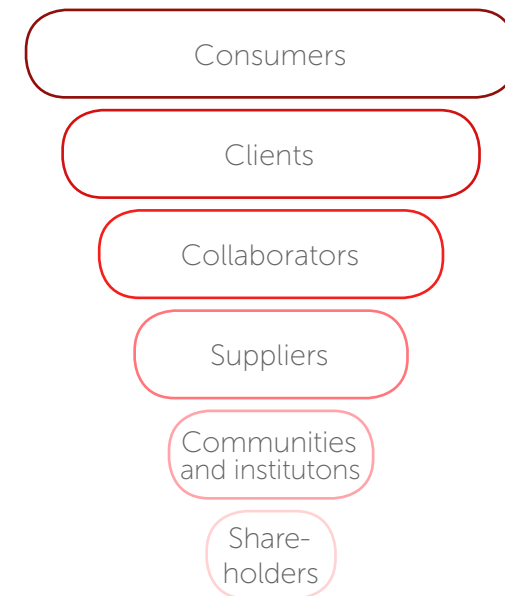 Consumers
Clients
Collaborators
Suppliers
Communities
and institutons
Share-
holders